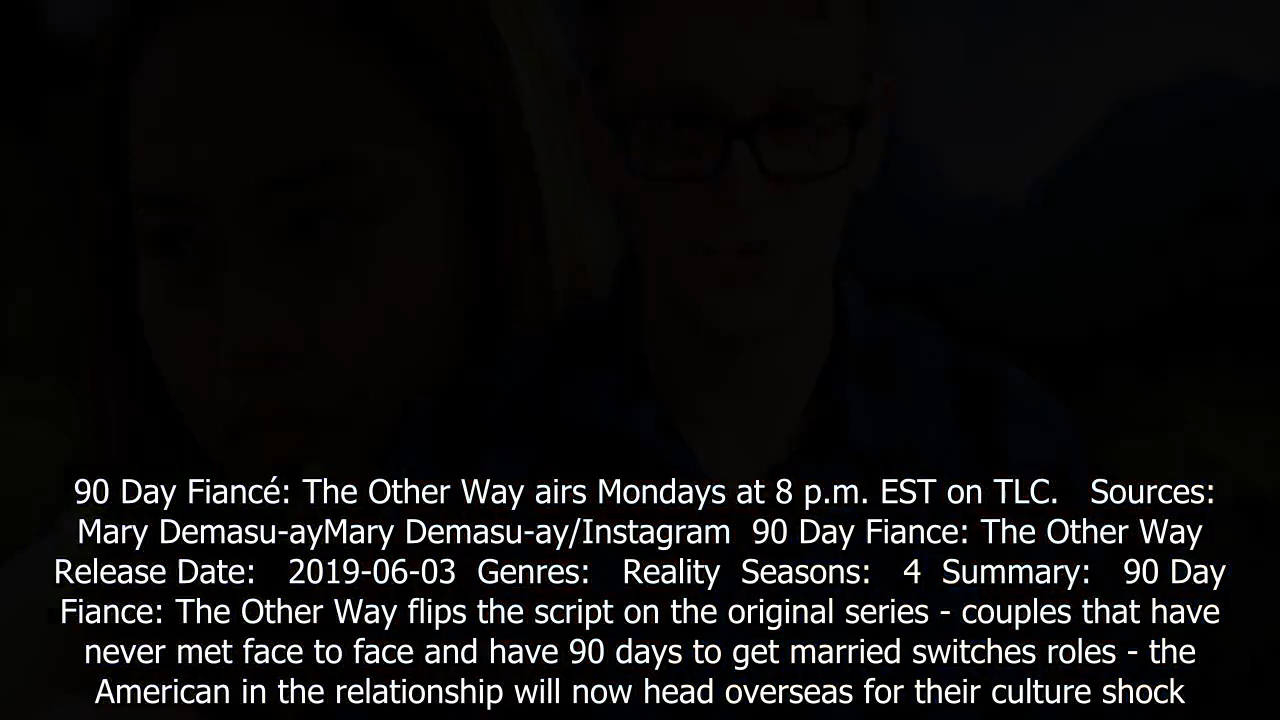 90 Day Fiancé: The Other Way airs Mondays at 8 p.m. EST on TLC.   Sources:
Mary Demasu-ayMary Demasu-ay/Instagram  90 Day Fiance: The Other Way
Release Date:   2019-06-03  Genres:   Reality  Seasons:   4  Summary:   90 Day
Fiance: The Other Way flips the script on the original series - couples that have
never met face to face and have 90 days to get married switches roles - the
American in the relationship will now head overseas for their culture shock